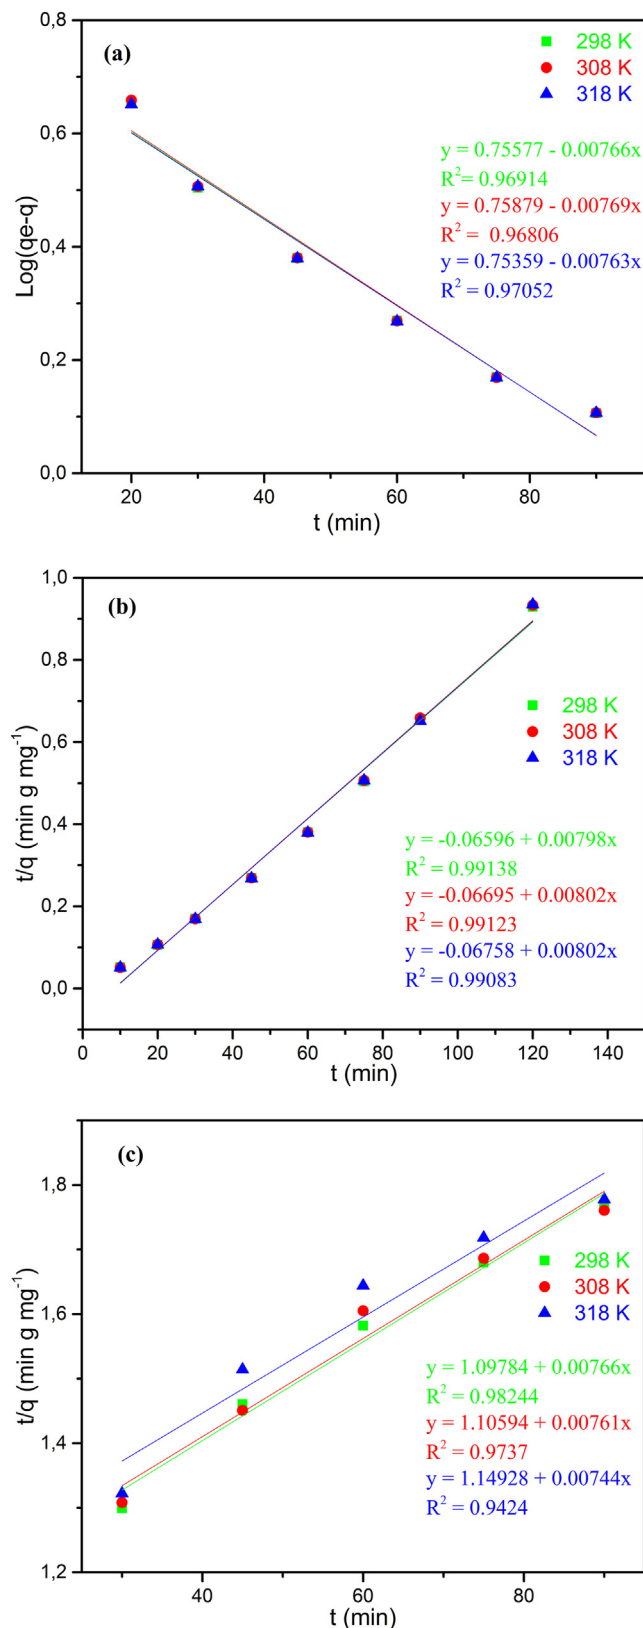 (a)
298 K
308 K
318 K
y = 0.75577 - 0.00766x
R²= 0.96914
y = 0.75879 - 0.00769x
R² = 0.96806
y = 0.75359 - 0.00763x
R² = 0.97052
Log(qe-q)
0,8
0,6
0,4
0,2
0,0
20 40 60 80
t (min)
(b)
298 K
308 K
318 K
y = -0.06596 + 0.00798x
R² = 0.99138
y = -0.06695 + 0.00802x
R² = 0.99123
y = -0.06758 + 0.00802x
R² = 0.99083
t/q (min g mg⁻¹)
1,0
0,8
0,6
0,4
0,2
0,0
0 20 40 60 80 100 120 140
t (min)
(c)
298 K
308 K
318 K
y = 1.09784 + 0.00766x
R² = 0.98244
y = 1.10594 + 0.00761x
R² = 0.9737
y = 1.14928 + 0.00744x
R² = 0.9424
t/q (min g mg⁻¹)
1,8
1,6
1,4
1,2
40 60 80
t (min)